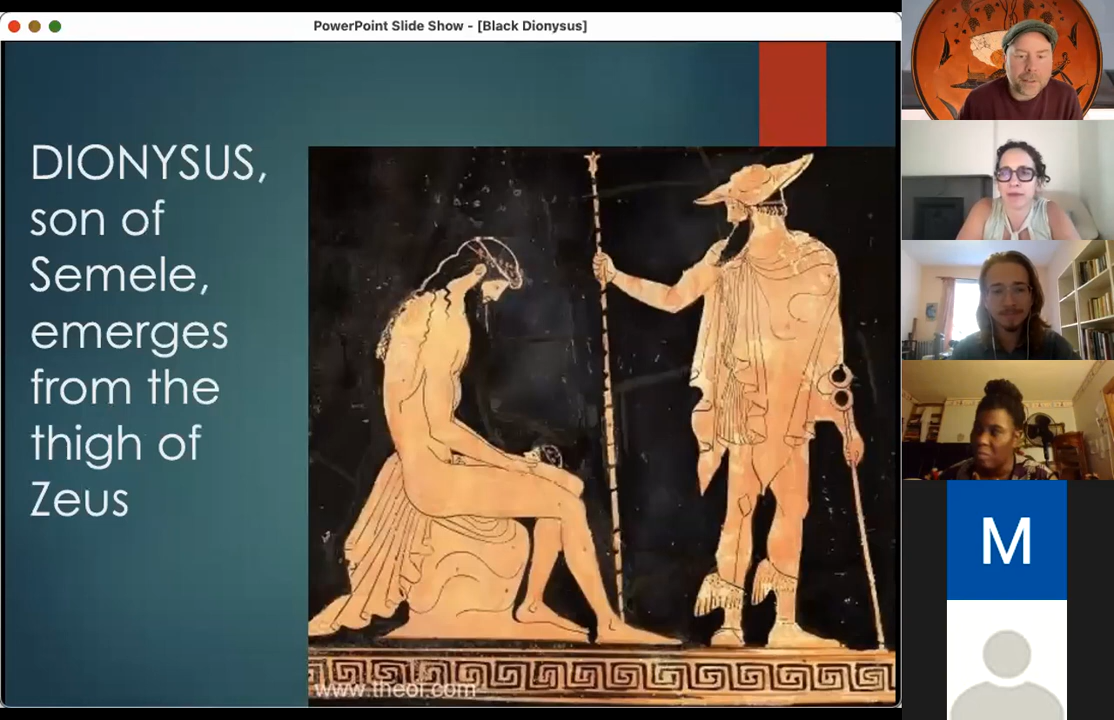 PowerPoint Slide Show - [Black Dionysus]
DIONYSUS,
son of
Semele,
emerges
from the
thigh of
Zeus
www.theoi.com
M